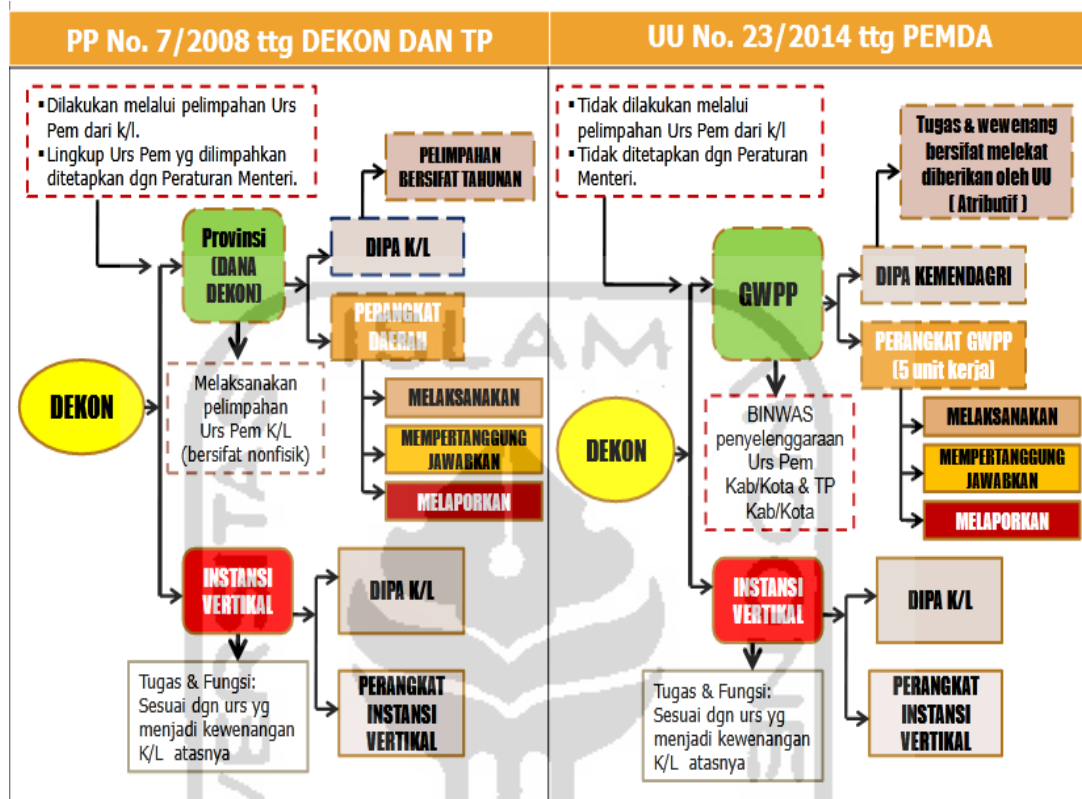 PP No. 7/2008 ttg DEKON DAN TP
▪ Dilakukan melalui pelimpahan Urs
Pem dari k/l.
▪ Lingkup Urs Pem yg dilimpahkan
ditetapkan dgn Peraturan Menteri.
PELIMPAHAN
BERSIFAT TAHUNAN
Provinsi
(DANA
DEKON)
DIPA K/L
PERANGKAT
DAERAH
DEKON
Melaksanakan
pelimpahan
Urs Pem K/L
(bersifat nonfisik)
MELAKSANAKAN
MEMPERTANGGUNG
JAWABKAN
MELAPORKAN
INSTANSI
VERTIKAL
DIPA K/L
Tugas & Fungsi:
Sesuai dgn urs yg
menjadi kewenangan
K/L atasnya
PERANGKAT
INSTANSI
VERTIKAL
UU No. 23/2014 ttg PEMDA
▪ Tidak dilakukan melalui
pelimpahan Urs Pem dari k/l
▪ Tidak ditetapkan dgn Peraturan
Menteri.
Tugas & wewenang
bersifat melekat
diberikan oleh UU
( Atributif )
GWPP
DIPA KEMENDAGRI
PERANGKAT GWPP
(5 unit kerja)
DEKON
BINWAS
penyelenggaraan
Urs Pem
Kab/Kota & TP
Kab/Kota
MELAKSANAKAN
MEMPERTANGGUNG
JAWABKAN
MELAPORKAN
INSTANSI
VERTIKAL
DIPA K/L
Tugas & Fungsi:
Sesuai dgn urs yg
menjadi kewenangan
K/L atasnya
PERANGKAT
INSTANSI
VERTIKAL
ISLAM